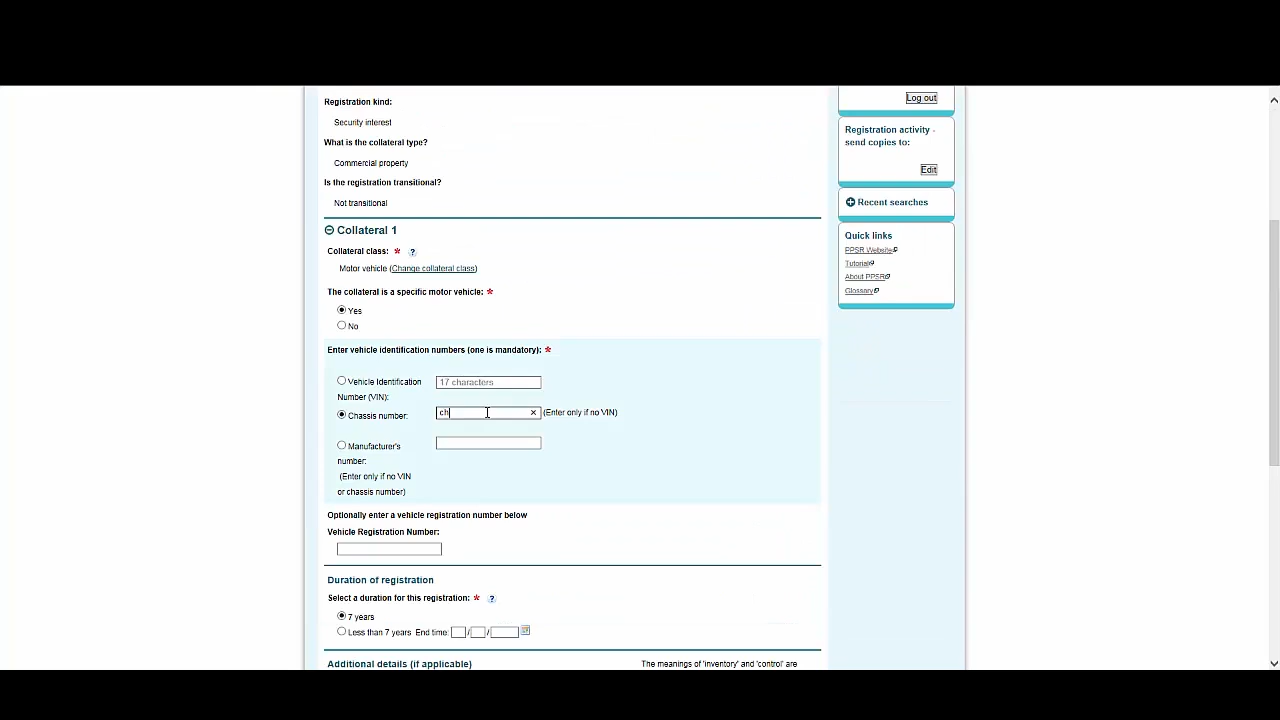 Registration kind:
Security interest
What is the collateral type?
Commercial property
Is the registration transitional?
Not transitional
Collateral 1
Collateral class: * ?
Motor vehicle (Change collateral class)
The collateral is a specific motor vehicle: *
Yes
No
Enter vehicle identification numbers (one is mandatory): *
Vehicle Identification
Number (VIN):
17 characters
Chassis number:
ch
(Enter only if no VIN)
Manufacturer's
number:
(Enter only if no VIN
or chassis number)
Optionally enter a vehicle registration number below
Vehicle Registration Number:
Duration of registration
Select a duration for this registration: * ?
7 years
Less than 7 years End time: / /
Additional details (if applicable)
The meanings of 'inventory' and 'control' are
Log out
Registration activity -
send copies to:
Edit
Recent searches
Quick links
PPSR Website
Tutorial
About PPSR
Glossary